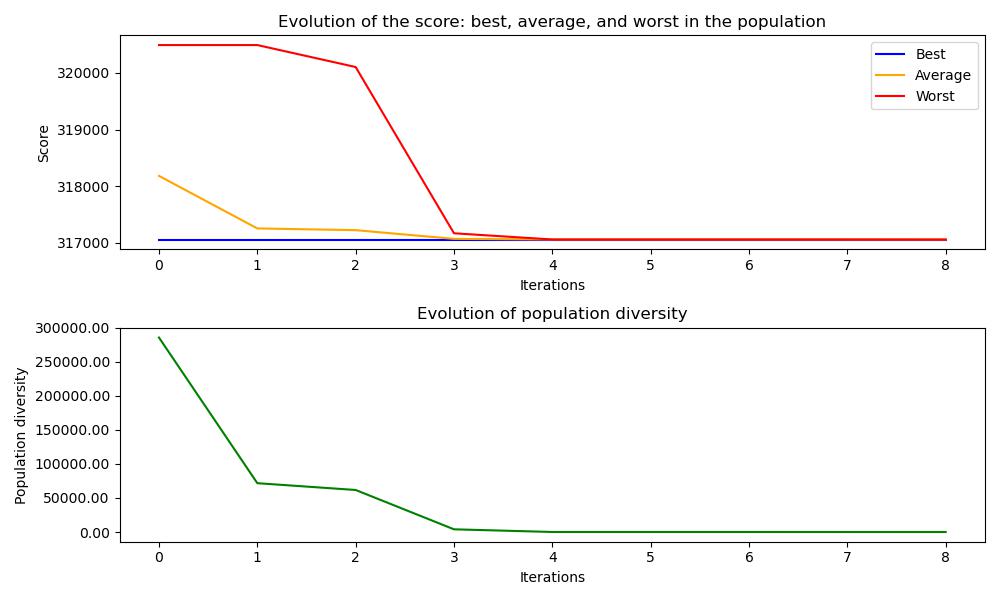 Evolution of the score: best, average, and worst in the population
Score
320000
319000
318000
317000
Best
Average
Worst
0 1 2 3 4 5 6 7 8
Iterations
Evolution of population diversity
Population diversity
300000.00
250000.00
200000.00
150000.00
100000.00
50000.00
0.00
0 1 2 3 4 5 6 7 8
Iterations